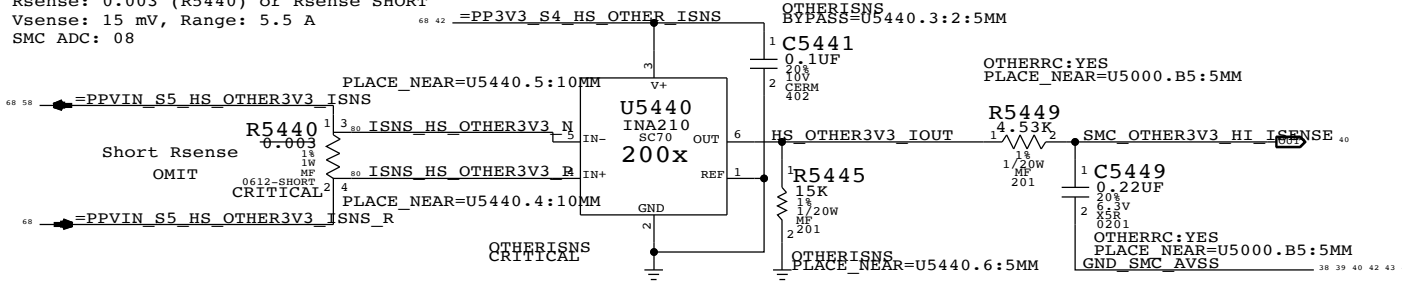 Rsense: 0.003 (R5440) or Rsense SHORT
Vsense: 15 mV, Range: 5.5 A
SMC ADC: 08
68 42
=PP3V3_S4_HS_OTHER_ISNS
OTHERISNS
BYPASS=U5440.3:2:5MM
1
C5441
0.1UF
20%
10V
CERM
402
2
OTHERRC:YES
PLACE_NEAR=U5000.B5:5MM
PLACE_NEAR=U5440.5:10MM
3
V+
68 58
=PPVIN_S5_HS_OTHER3V3_ISNS
U5440
INA210
SC70
200x
R5449
4.53K
1 2
1%
1/20W
MF
201
R5440
0.003
1%
1W
MF
0612-SHORT
CRITICAL
1 3
2 4
80 ISNS_HS_OTHER3V3_N
5
IN-
OUT
6
HS_OTHER3V3_IOUT
SMC_OTHER3V3_HI_ISENSE
OUT
40
Short Rsense
OMIT
80 ISNS_HS_OTHER3V3_P
4
IN+
REF
1
1
R5445
15K
1%
1/20W
MF
201
2
1
C5449
0.22UF
20%
6.3V
X5R
0201
2
68
=PPVIN_S5_HS_OTHER3V3_ISNS_R
PLACE_NEAR=U5440.4:10MM
GND
2
OTHERISNS
CRITICAL
OTHERISNS
PLACE_NEAR=U5440.6:5MM
OTHERRC:YES
PLACE_NEAR=U5000.B5:5MM
GND_SMC_AVSS
38 39 40 42 43